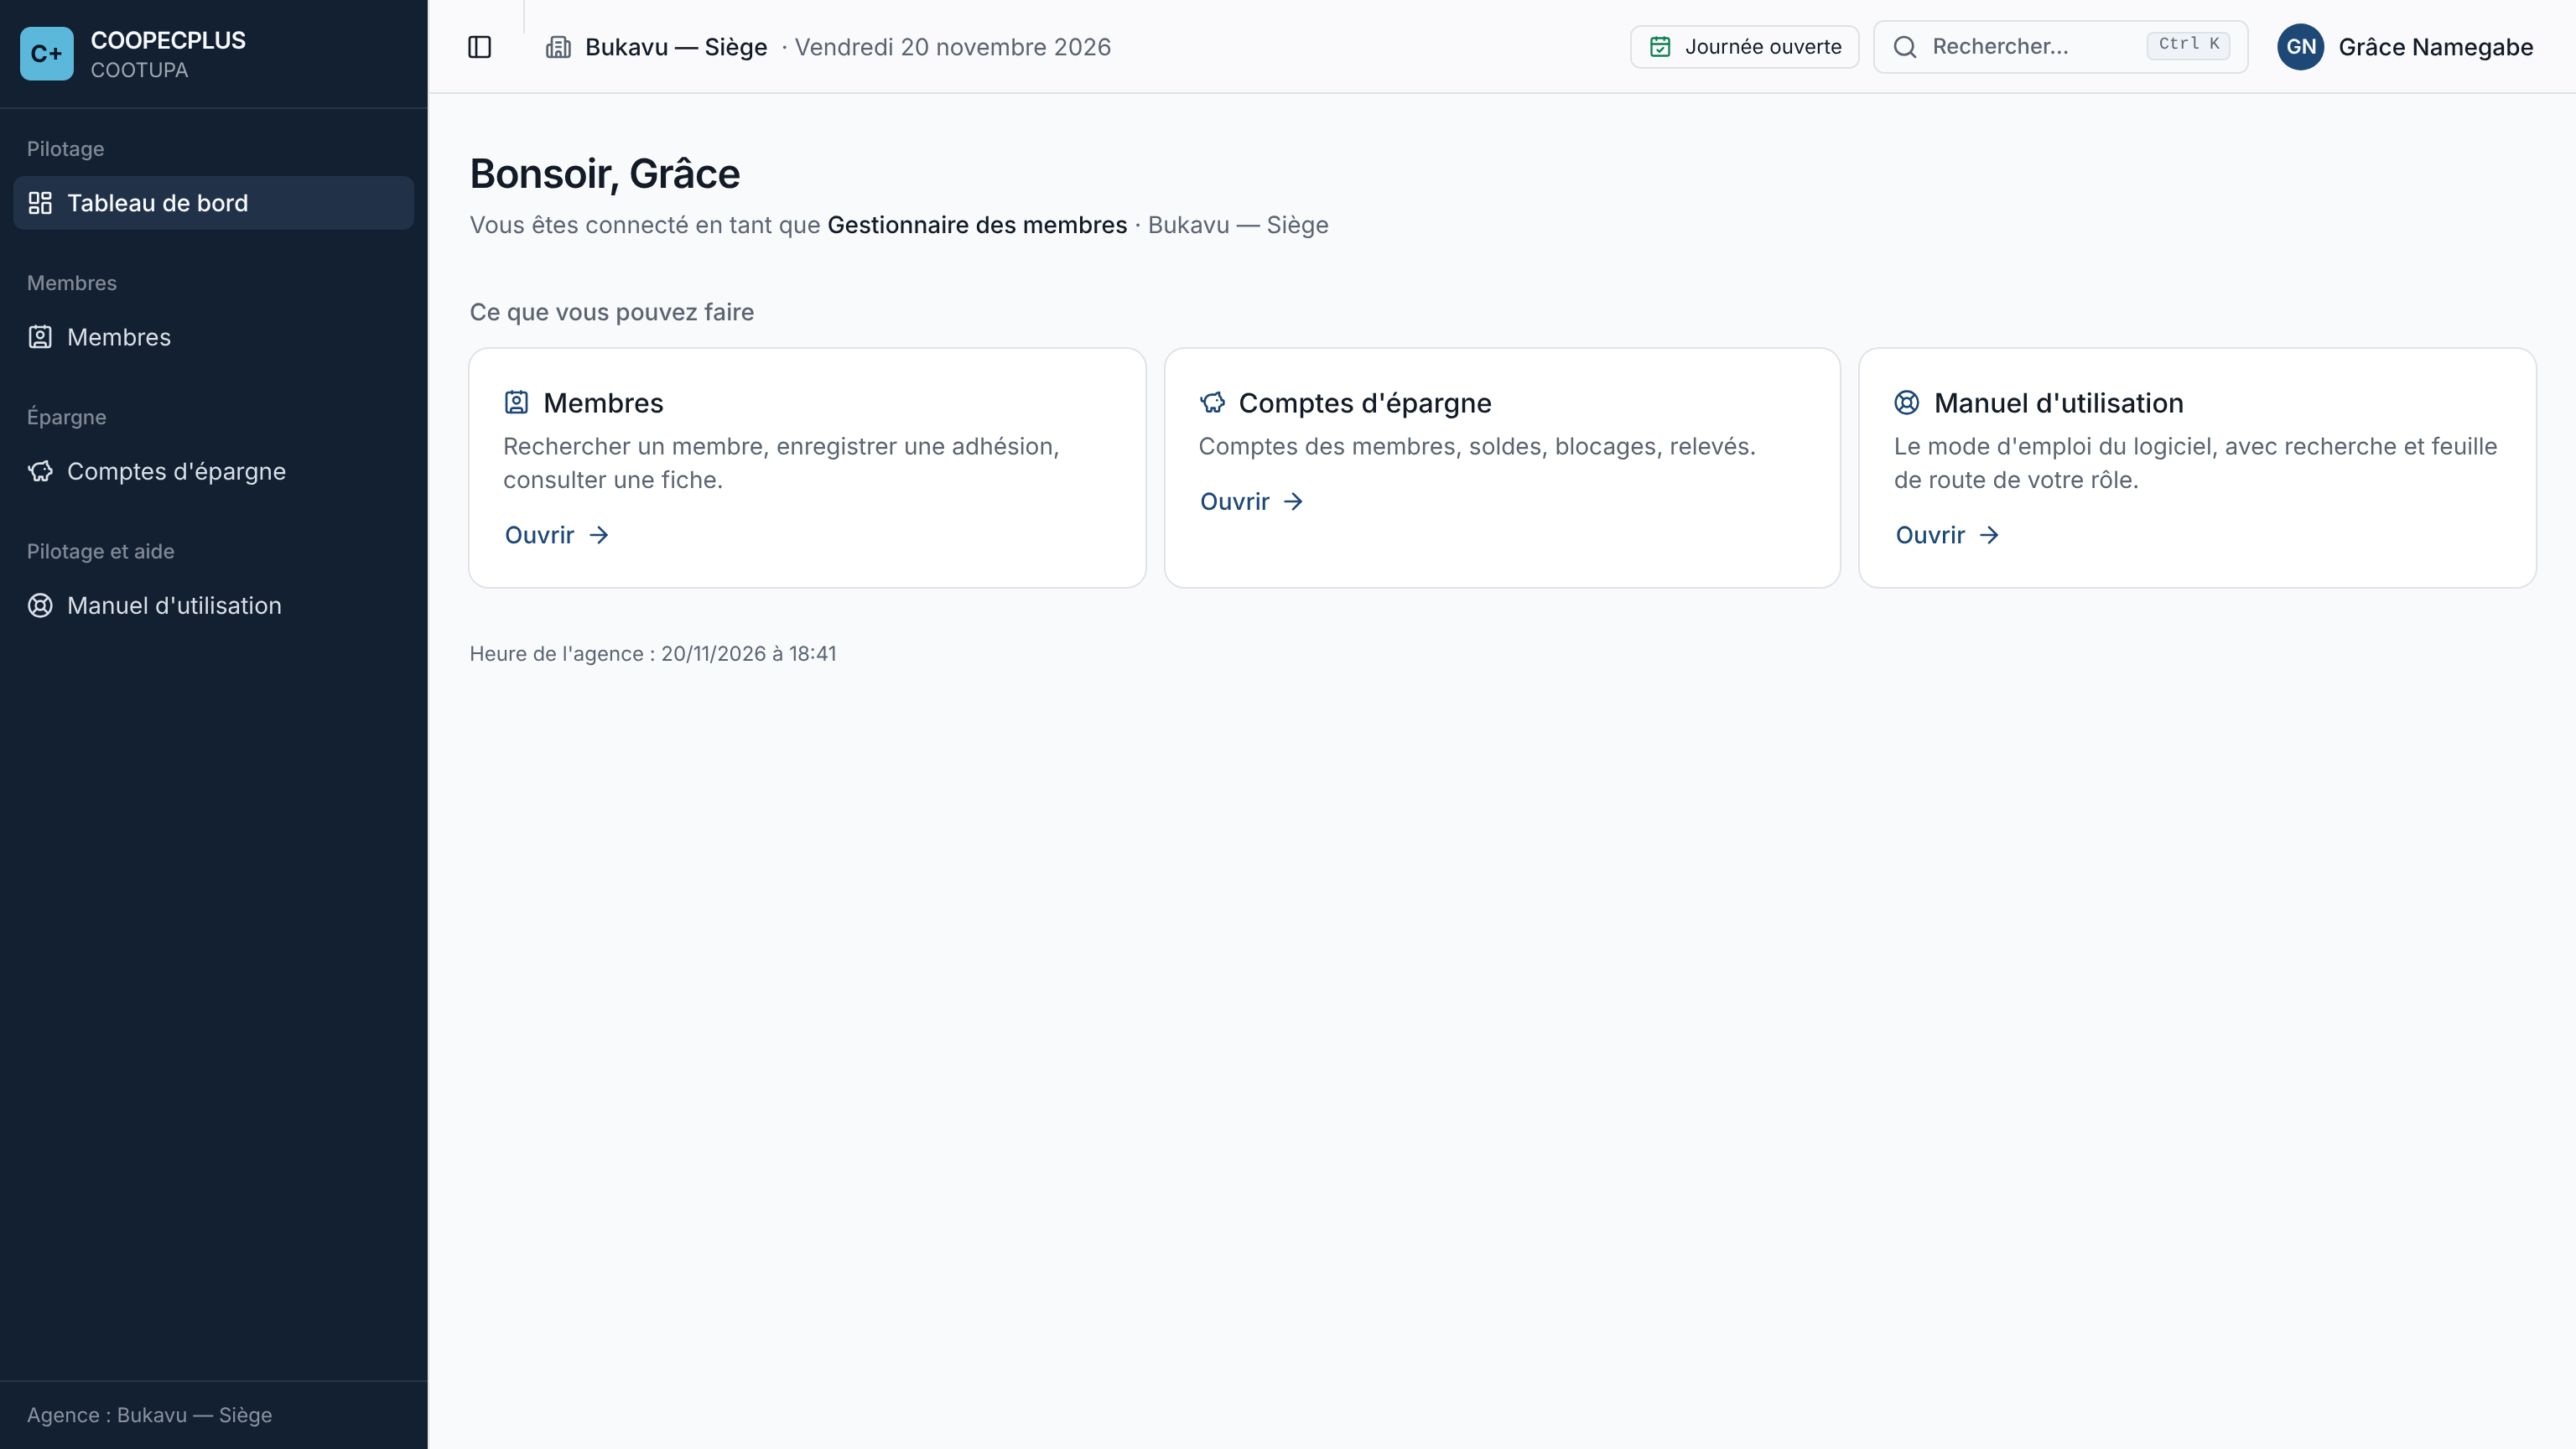 C+
COOPECPLUS
COOTUPA
Pilotage
Tableau de bord
Membres
Membres
Épargne
Comptes d'épargne
Pilotage et aide
Manuel d'utilisation
Agence : Bukavu — Siège
Bukavu — Siège · Vendredi 20 novembre 2026
Journée ouverte
Rechercher...
Ctrl K
GN
Grâce Namegabe
Bonsoir, Grâce
Vous êtes connecté en tant que Gestionnaire des membres · Bukavu — Siège
Ce que vous pouvez faire
Membres
Rechercher un membre, enregistrer une adhésion,
consulter une fiche.
Ouvrir →
Comptes d'épargne
Comptes des membres, soldes, blocages, relevés.
Ouvrir →
Manuel d'utilisation
Le mode d'emploi du logiciel, avec recherche et feuille
de route de votre rôle.
Ouvrir →
Heure de l'agence : 20/11/2026 à 18:41